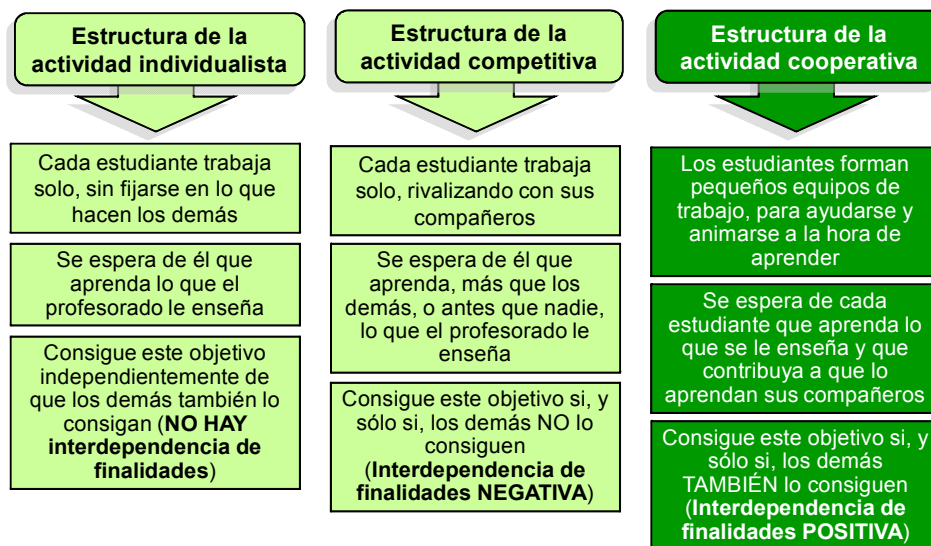 Estructura de la
actividad individualista
Cada estudiante trabaja
solo, sin fijarse en lo que
hacen los demás
Se espera de él que
aprenda lo que el
profesorado le enseña
Consigue este objetivo
independientemente de
que los demás también lo
consigan (NO HAY
interdependencia de
finalidades)
Estructura de la
actividad competitiva
Cada estudiante trabaja
solo, rivalizando con sus
compañeros
Se espera de él que
aprenda, más que los
demás, o antes que nadie,
lo que el profesorado le
enseña
Consigue este objetivo si, y
sólo si, los demás NO lo
consiguen
(Interdependencia de
finalidades NEGATIVA)
Estructura de la
actividad cooperativa
Los estudiantes forman
pequeños equipos de
trabajo, para ayudarse y
animarse a la hora de
aprender
Se espera de cada
estudiante que aprenda lo
que se le enseña y que
contribuya a que lo
aprendan sus compañeros
Consigue este objetivo si, y
sólo si, los demás
TAMBIÉN lo consiguen
(Interdependencia de
finalidades POSITIVA)